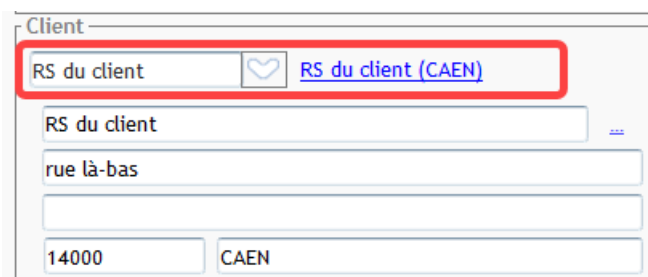 Client
RS du client RS du client (CAEN)
RS du client ...
rue là-bas
14000 CAEN